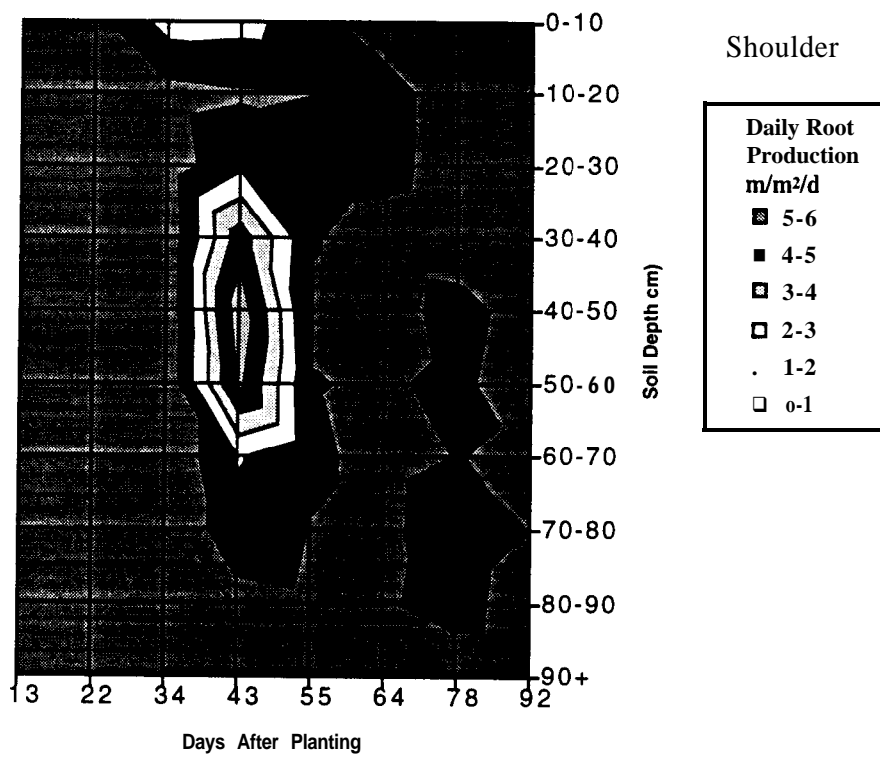 Shoulder
Daily Root
Production
m/m²/d
5-6
4-5
3-4
2-3
1-2
o-1
0-10
10-20
20-30
30-40
40-50
50-60
60-70
70-80
80-90
90+
Soil Depth cm)
13 22 34 43 55 64 78 92
Days After Planting